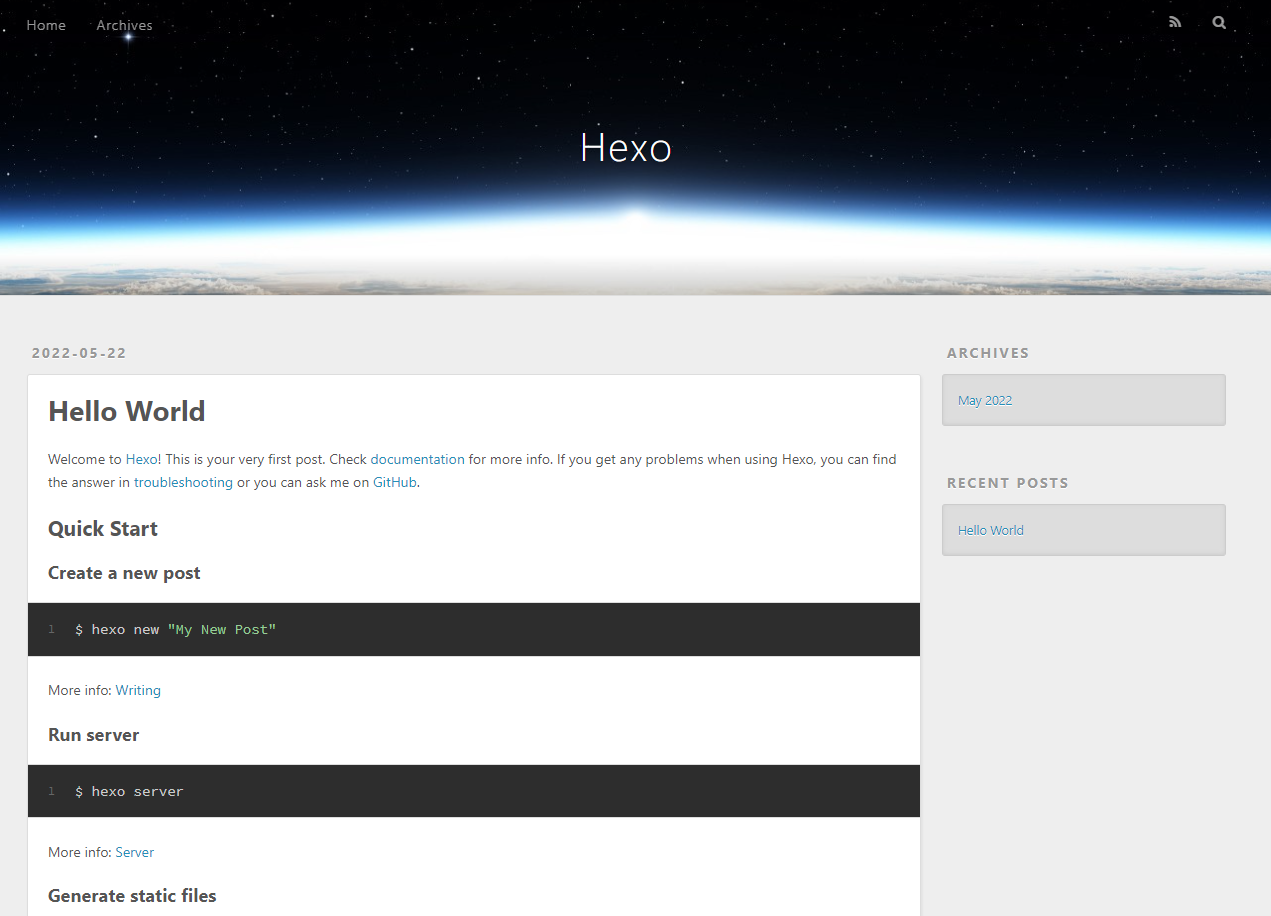 Home Archives
Hexo
2022-05-22
Hello World
Welcome to Hexo! This is your very first post. Check documentation for more info. If you get any problems when using Hexo, you can find
the answer in troubleshooting or you can ask me on GitHub.
Quick Start
Create a new post
1 $ hexo new "My New Post"
More info: Writing
Run server
1 $ hexo server
More info: Server
Generate static files
ARCHIVES
May 2022
RECENT POSTS
Hello World